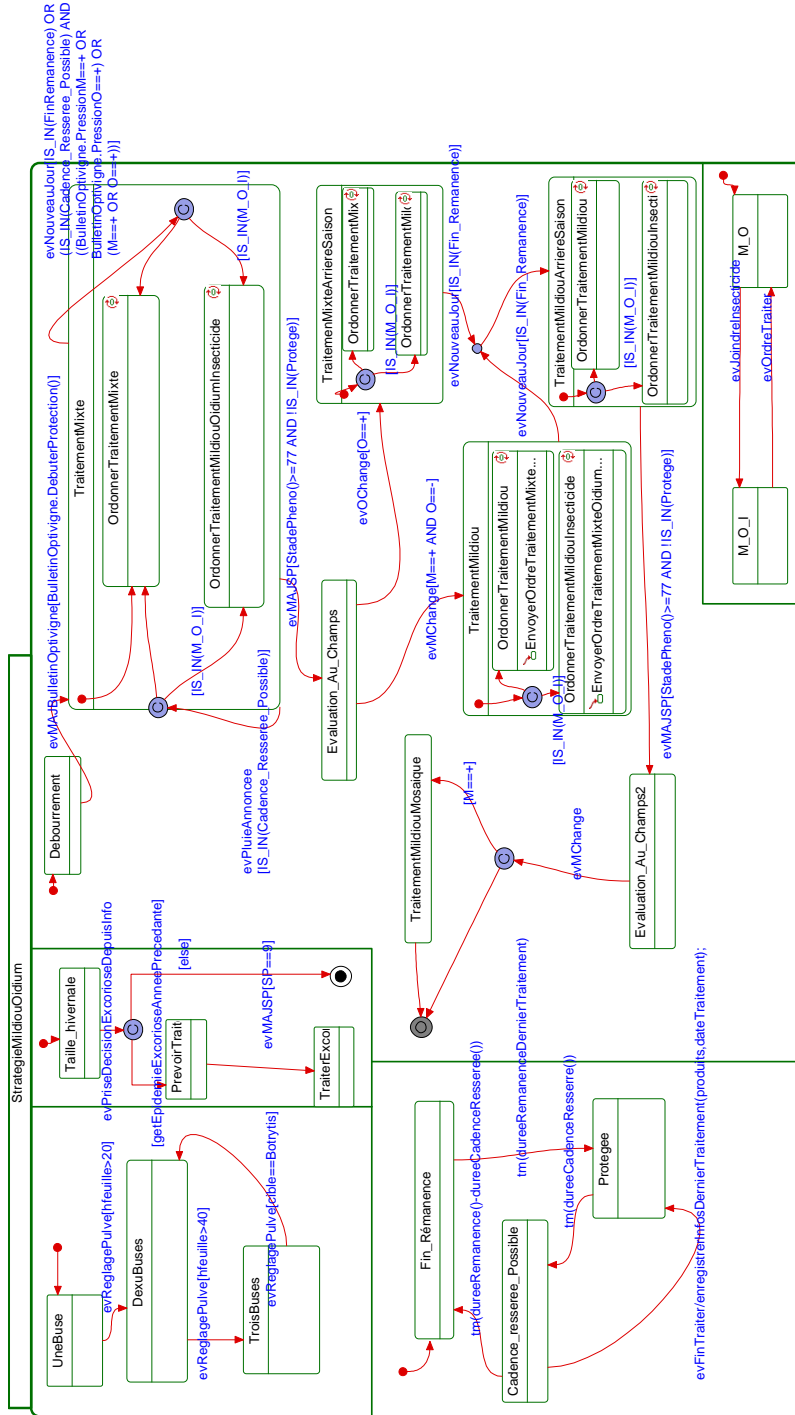 StrategieMildiouOidium
UneBuse
evReglagePulve[hfeuille>20]
DexuBuses
evReglagePulve[hfeuille>40]
TroisBuses
evReglagePulve[cible==Botrytis]
Taille_hivernale
evPriseDecisionExcorioseDepuisInfo
C
[getEpidemieExcorioseAnneePrecedante]
[else]
PrevoirTrait
evMAJSP[SP==9]
TraiterExcor
Debourrement
evMAJBulletinOptivigne[BulletinOptivigne.DebuterProtection()]
TraitementMixte
OrdonnerTraitementMixte
OrdonnerTraitementMildiouOidiumInsecticide
C
[IS_IN(M_O_I)]
C
[IS_IN(M_O_I)]
evNouveauJour[IS_IN(FinRemanence) OR
(IS_IN(Cadence_Resseree_Possible) AND
((BulletinOptivigne.PressionM==+ OR
BulletinOptivigne.PressionO==+) OR
(M==+ OR O==+))]
evPluieAnnoncee
[IS_IN(Cadence_Resseree_Possible)]
evMAJSP[StadePheno()>=77 AND !IS_IN(Protege)]
Evaluation_Au_Champs
evOChange[O==+]
evMChange[M==+ AND O==-]
TraitementMixteArriereSaison
OrdonnerTraitementMix
C
[IS_IN(M_O_I)]
OrdonnerTraitementMil
evNouveauJour[IS_IN(Fin_Remanence)]
TraitementMildiou
OrdonnerTraitementMildiou
EnvoyerOrdreTraitementMixte...
C
[IS_IN(M_O_I)]
OrdonnerTraitementMildiouInsecticide
EnvoyerOrdreTraitementMixteOidium...
evNouveauJour[IS_IN(Fin_Remanence)]
TraitementMildiouArriereSaison
OrdonnerTraitementMildiou
C
[IS_IN(M_O_I)]
OrdonnerTraitementMildiouInsecti
evMAJSP[StadePheno()>=77 AND !IS_IN(Protege)]
Evaluation_Au_Champs2
evMChange
C
[M==+]
TraitementMildiouMosaique
Fin_Rémanence
tm(dureeRemanence()-dureeCadenceResseree())
tm(dureeRemanenceDernierTraitement)
Cadence_resseree_Possible
tm(dureeCadenceResserre())
Protegee
evFinTraiter/enregistrerInfosDernierTraitement(produits,dateTraitement);
M_O_I
evJoindreInsecticide
evOrdreTraiter
M_O